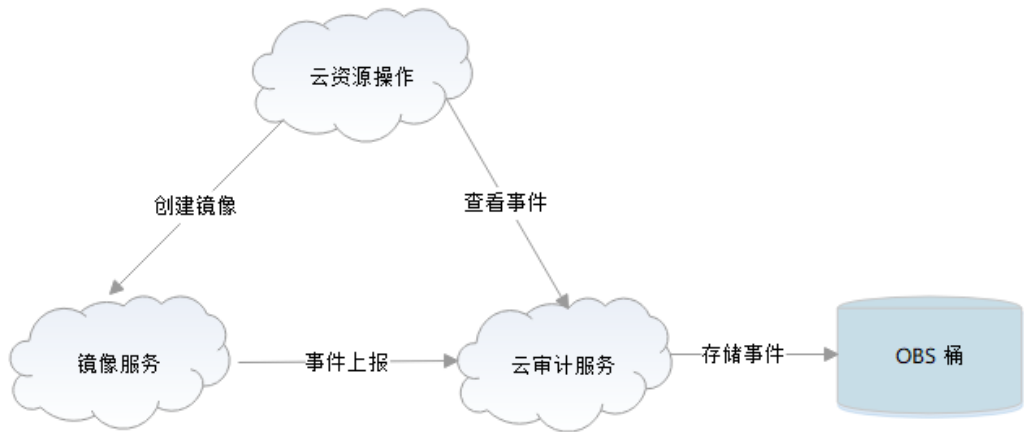 云资源操作
创建镜像
查看事件
镜像服务
事件上报
云审计服务
存储事件
OBS 桶